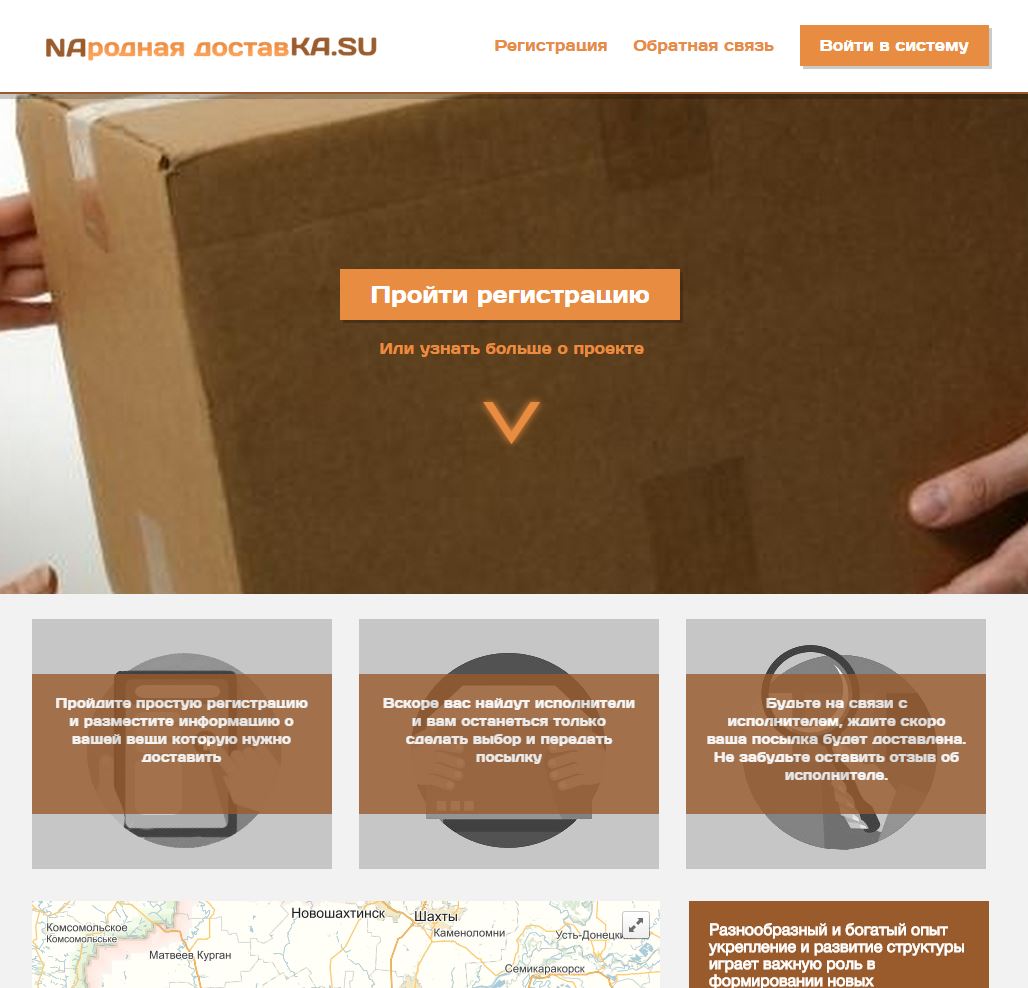 NAродная доставKA.SU
Регистрация
Обратная связь
Войти в систему
Пройти регистрацию
Или узнать больше о проекте
Пройдите простую регистрацию
и разместите информацию о
вашей вещи которую нужно
доставить
Вскоре вас найдут исполнители
и вам останеться только
сделать выбор и передать
посылку
Будьте на связи с
исполнителем, ждите скоро
ваша посылка будет доставлена.
Не забудьте оставить отзыв об
исполнителе.
Новошахтинск
Шахты
Комсомольское
Комсомольське
Каменоломни
Усть-Донецки
Матвеев Курган
Семикаракорск
Разнообразный и богатый опыт
укрепление и развитие структуры
играет важную роль в
формировании новых